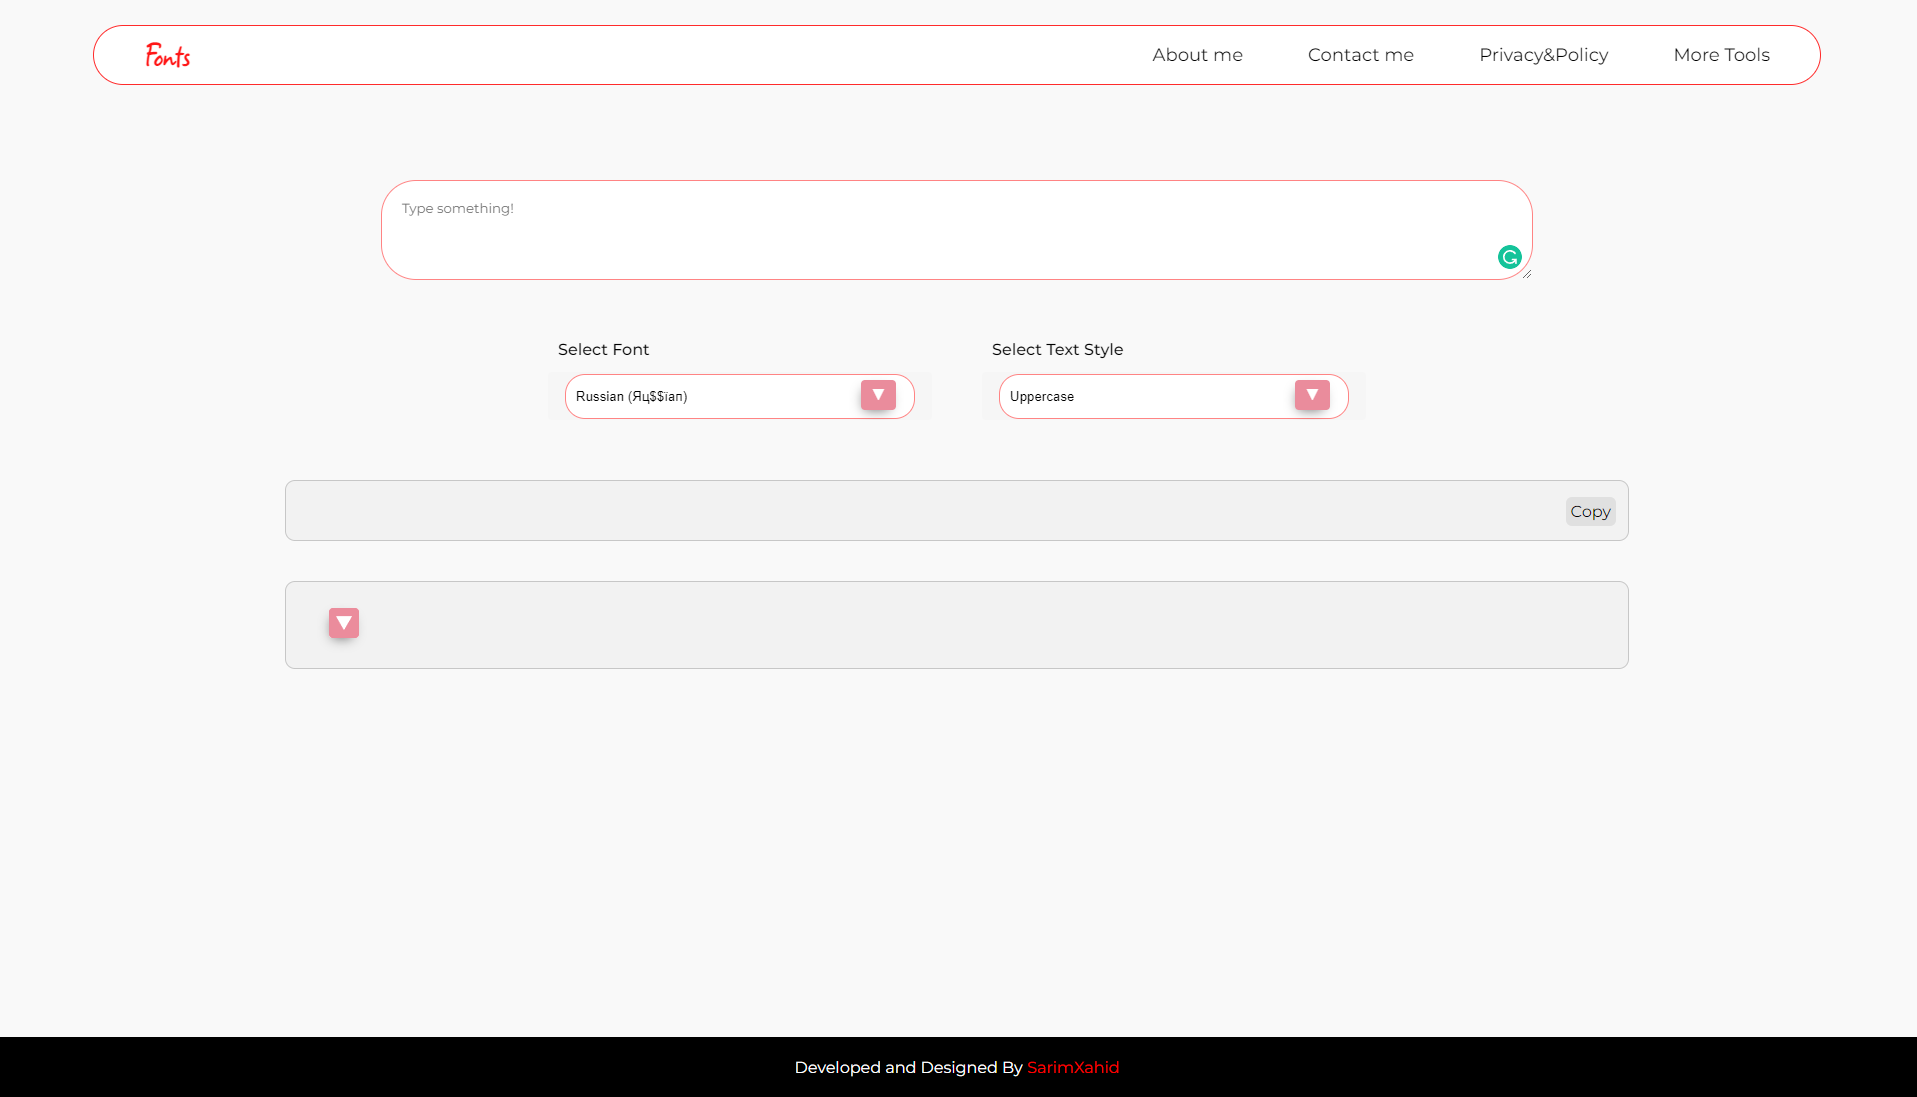 Fonts
About me
Contact me
Privacy&Policy
More Tools
Type something!
Select Font
Select Text Style
Russian (Яц$$їап)
Uppercase
Copy
Developed and Designed By SarimXahid